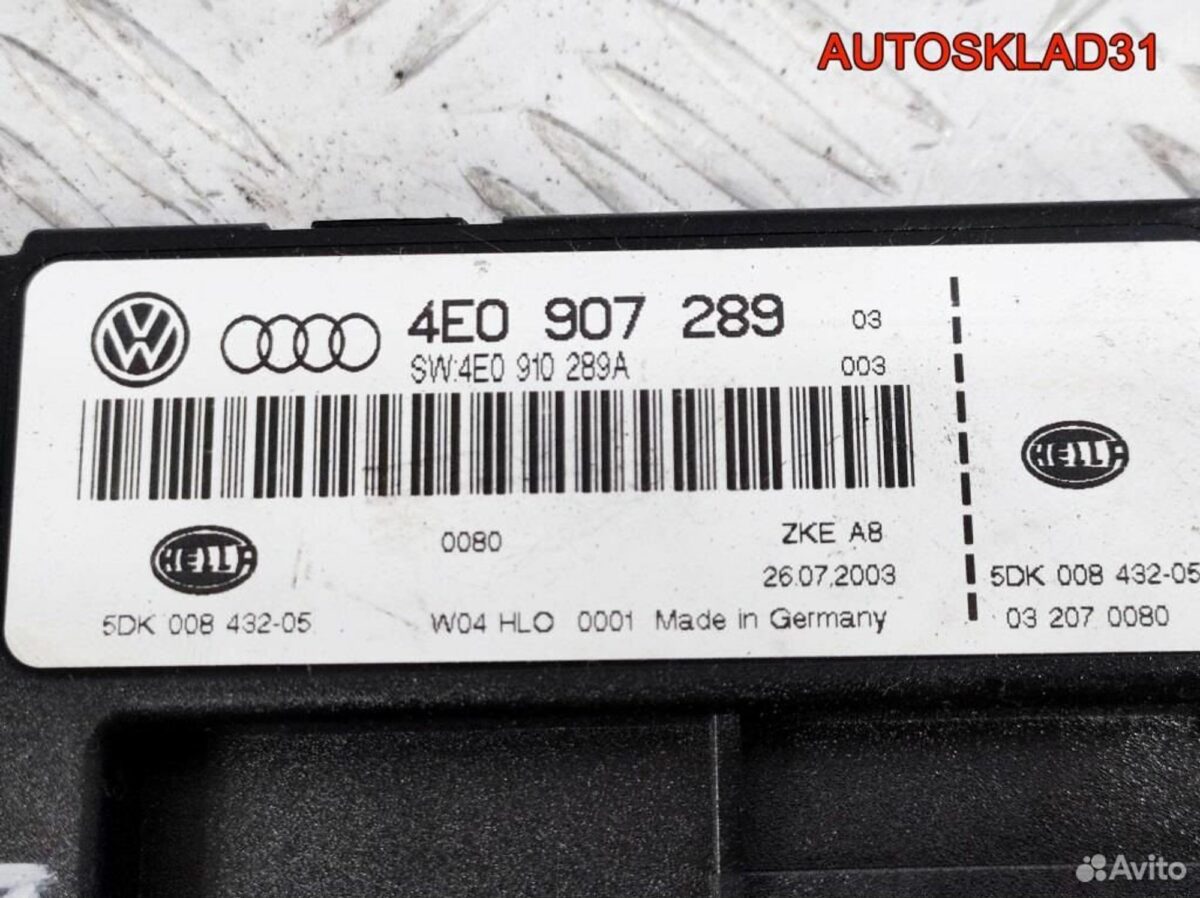 AUTOSKLAD31
4E0 907 289 03
SW:4E0 910 289A 003
HELLA
HELLA
0080 ZKE A8
26.07.2003
5DK 008 432-05
5DK 008 432-05 W04 HLO 0001 Made in Germany
03 207 0080
Avito